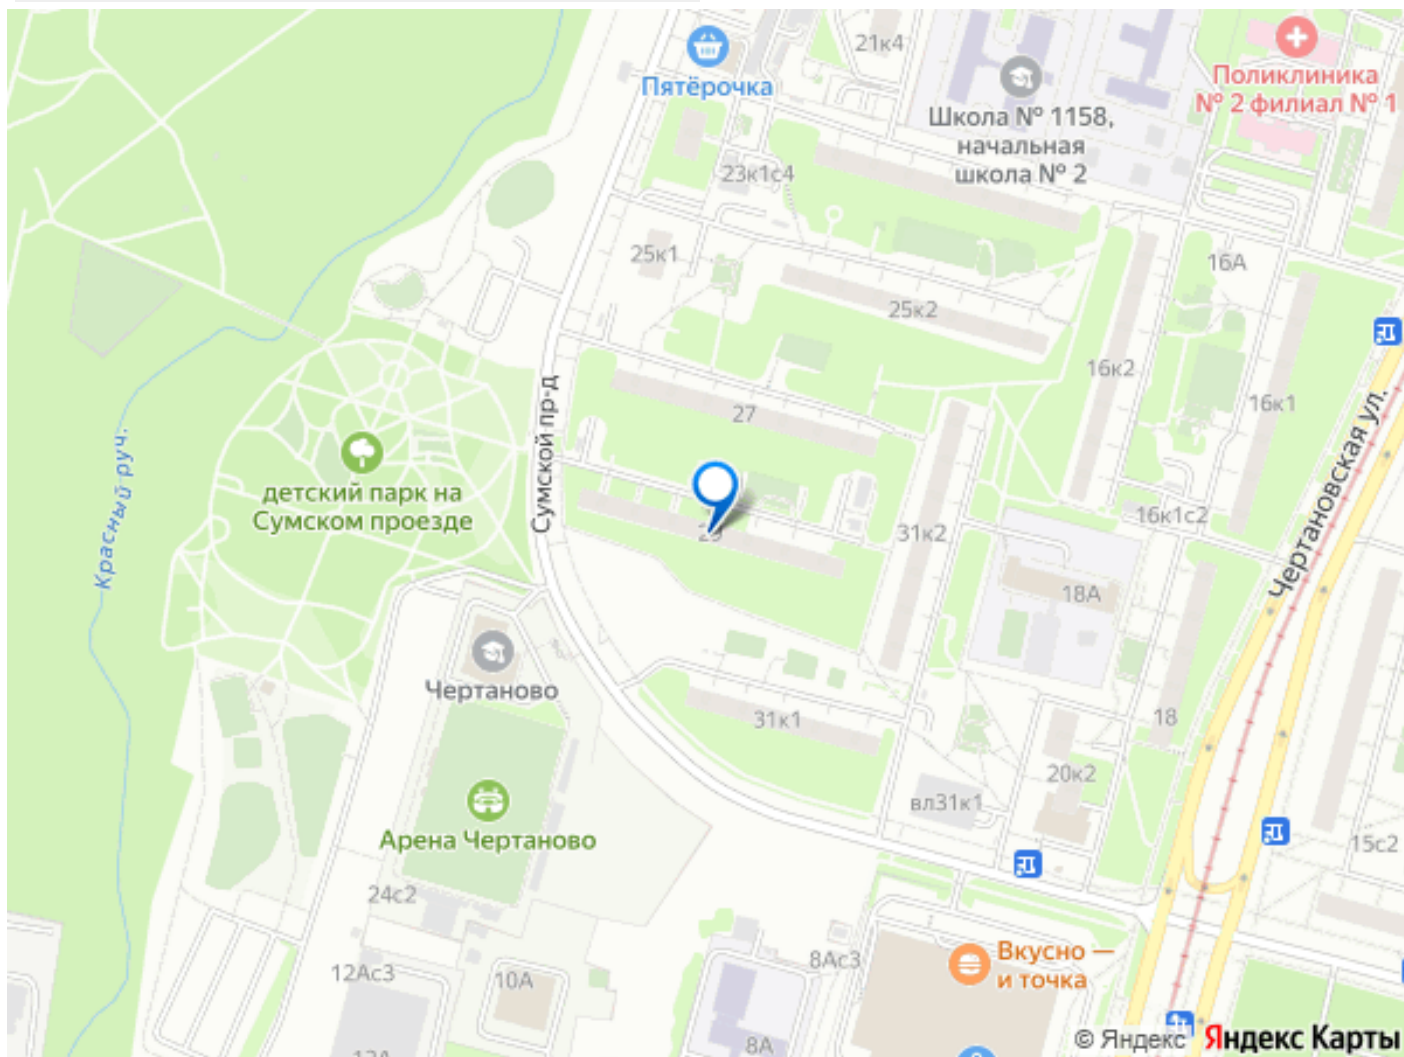 21к4
Пятёрочка
Поликлиника
№ 2 филиал № 1
Школа № 1158,
начальная
школа № 2
23к1с4
25к1
16А
25к2
16к2
16к1
27
Сумской пр-д
Чертановская ул.
Красный руч.
детский парк на
Сумском проезде
29
31к2
16к1с2
18А
Чертаново
31к1
18
20к2
вл31к1
Арена Чертаново
15с2
24с2
12Ас3
10А
8Ас3
Вкусно —
и точка
8А
© Яндекс Яндекс Карты